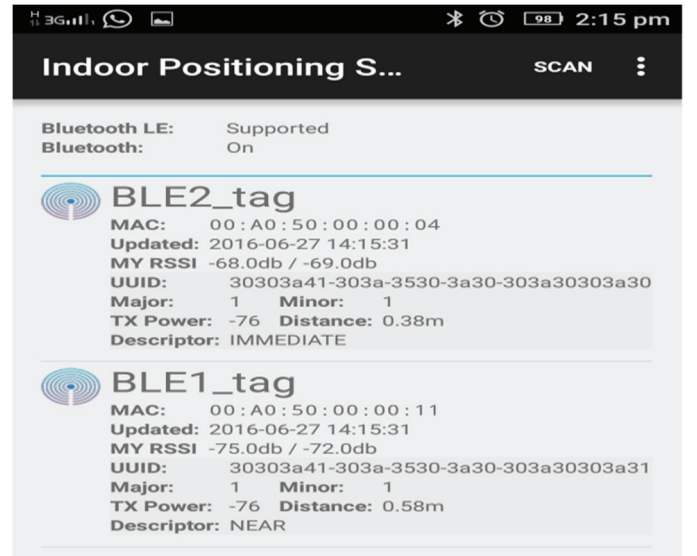 H 3G 98 2:15 pm
Indoor Positioning S... SCAN
Bluetooth LE: Supported
Bluetooth: On
BLE2_tag
MAC: 00:A0:50:00:00:04
Updated: 2016-06-27 14:15:31
MY RSSI -68.0db / -69.0db
UUID: 30303a41-303a-3530-3a30-303a30303a30
Major: 1 Minor: 1
TX Power: -76 Distance: 0.38m
Descriptor: IMMEDIATE
BLE1_tag
MAC: 00:A0:50:00:00:11
Updated: 2016-06-27 14:15:31
MY RSSI -75.0db / -72.0db
UUID: 30303a41-303a-3530-3a30-303a30303a31
Major: 1 Minor: 1
TX Power: -76 Distance: 0.58m
Descriptor: NEAR